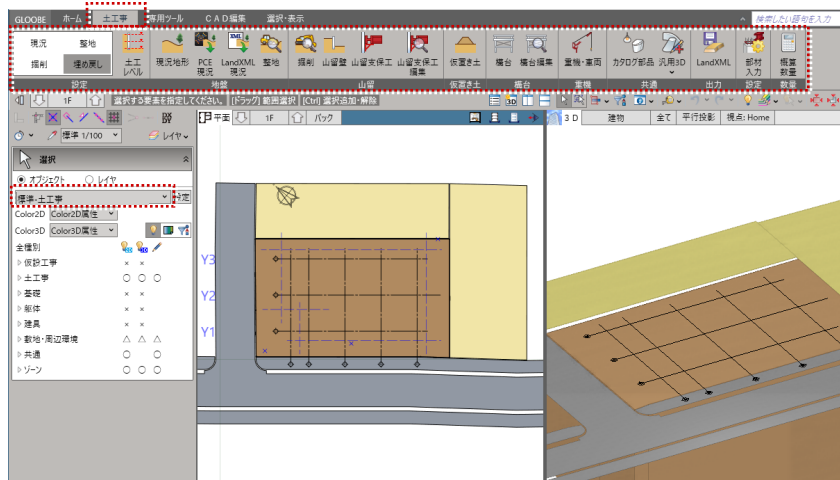 GLOOBE ホーム 土工事 専用ツール CAD編集 選択・表示 検索したい語句を入力
現況 整地
掘削 埋め戻し
土工レベル 現況地形 PCE現況 LandXML現況 整地 掘削 山留壁 山留支保工 山留支保工編集 仮置き土 構台 構台編集 重機・車両 カタログ部品 汎用3D LandXML 部材入力 概算数量
設定 地盤 山留 仮置き土 構台 重機 共通 出力 設定 数量
1F 選択する要素を指定してください。 [ドラッグ] 範囲選択 | [Ctrl] 選択追加・解除
標準 1/100 レイヤ
平面 1F バック
3D 建物 全て 平行投影 視点: Home
選択
オブジェクト レイヤ
標準-土工事
Color2D Color2D属性
Color3D Color3D属性
全種別
仮設工事 × ×
土工事 ○ ○ ○
基礎 × ×
躯体 × ×
建具 × ×
敷地・周辺環境 △ △ △
共通 ○ ○
ゾーン ○ ○ ○
Y3
Y2
Y1